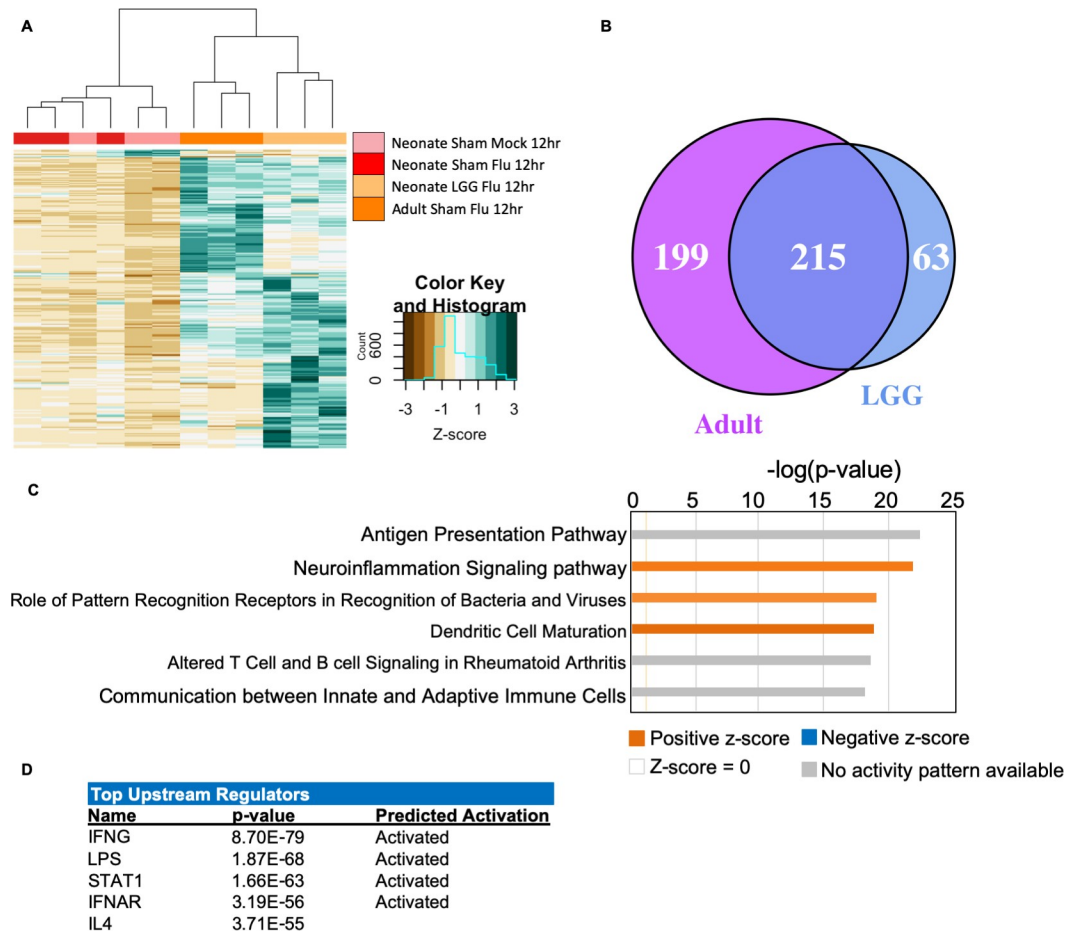 A
B
Neonate Sham Mock 12hr
Neonate Sham Flu 12hr
Neonate LGG Flu 12hr
Adult Sham Flu 12hr
Color Key
and Histogram
Count
0 600
-3 -1 1 3
Z-score
199 215 63
LGG
Adult
C
-log(p-value)
0 5 10 15 20 25
Antigen Presentation Pathway
Neuroinflammation Signaling pathway
Role of Pattern Recognition Receptors in Recognition of Bacteria and Viruses
Dendritic Cell Maturation
Altered T Cell and B cell Signaling in Rheumatoid Arthritis
Communication between Innate and Adaptive Immune Cells
Positive z-score Negative z-score
Z-score = 0 No activity pattern available
D
Top Upstream Regulators
Name p-value Predicted Activation
IFNG 8.70E-79 Activated
LPS 1.87E-68 Activated
STAT1 1.66E-63 Activated
IFNAR 3.19E-56 Activated
IL4 3.71E-55